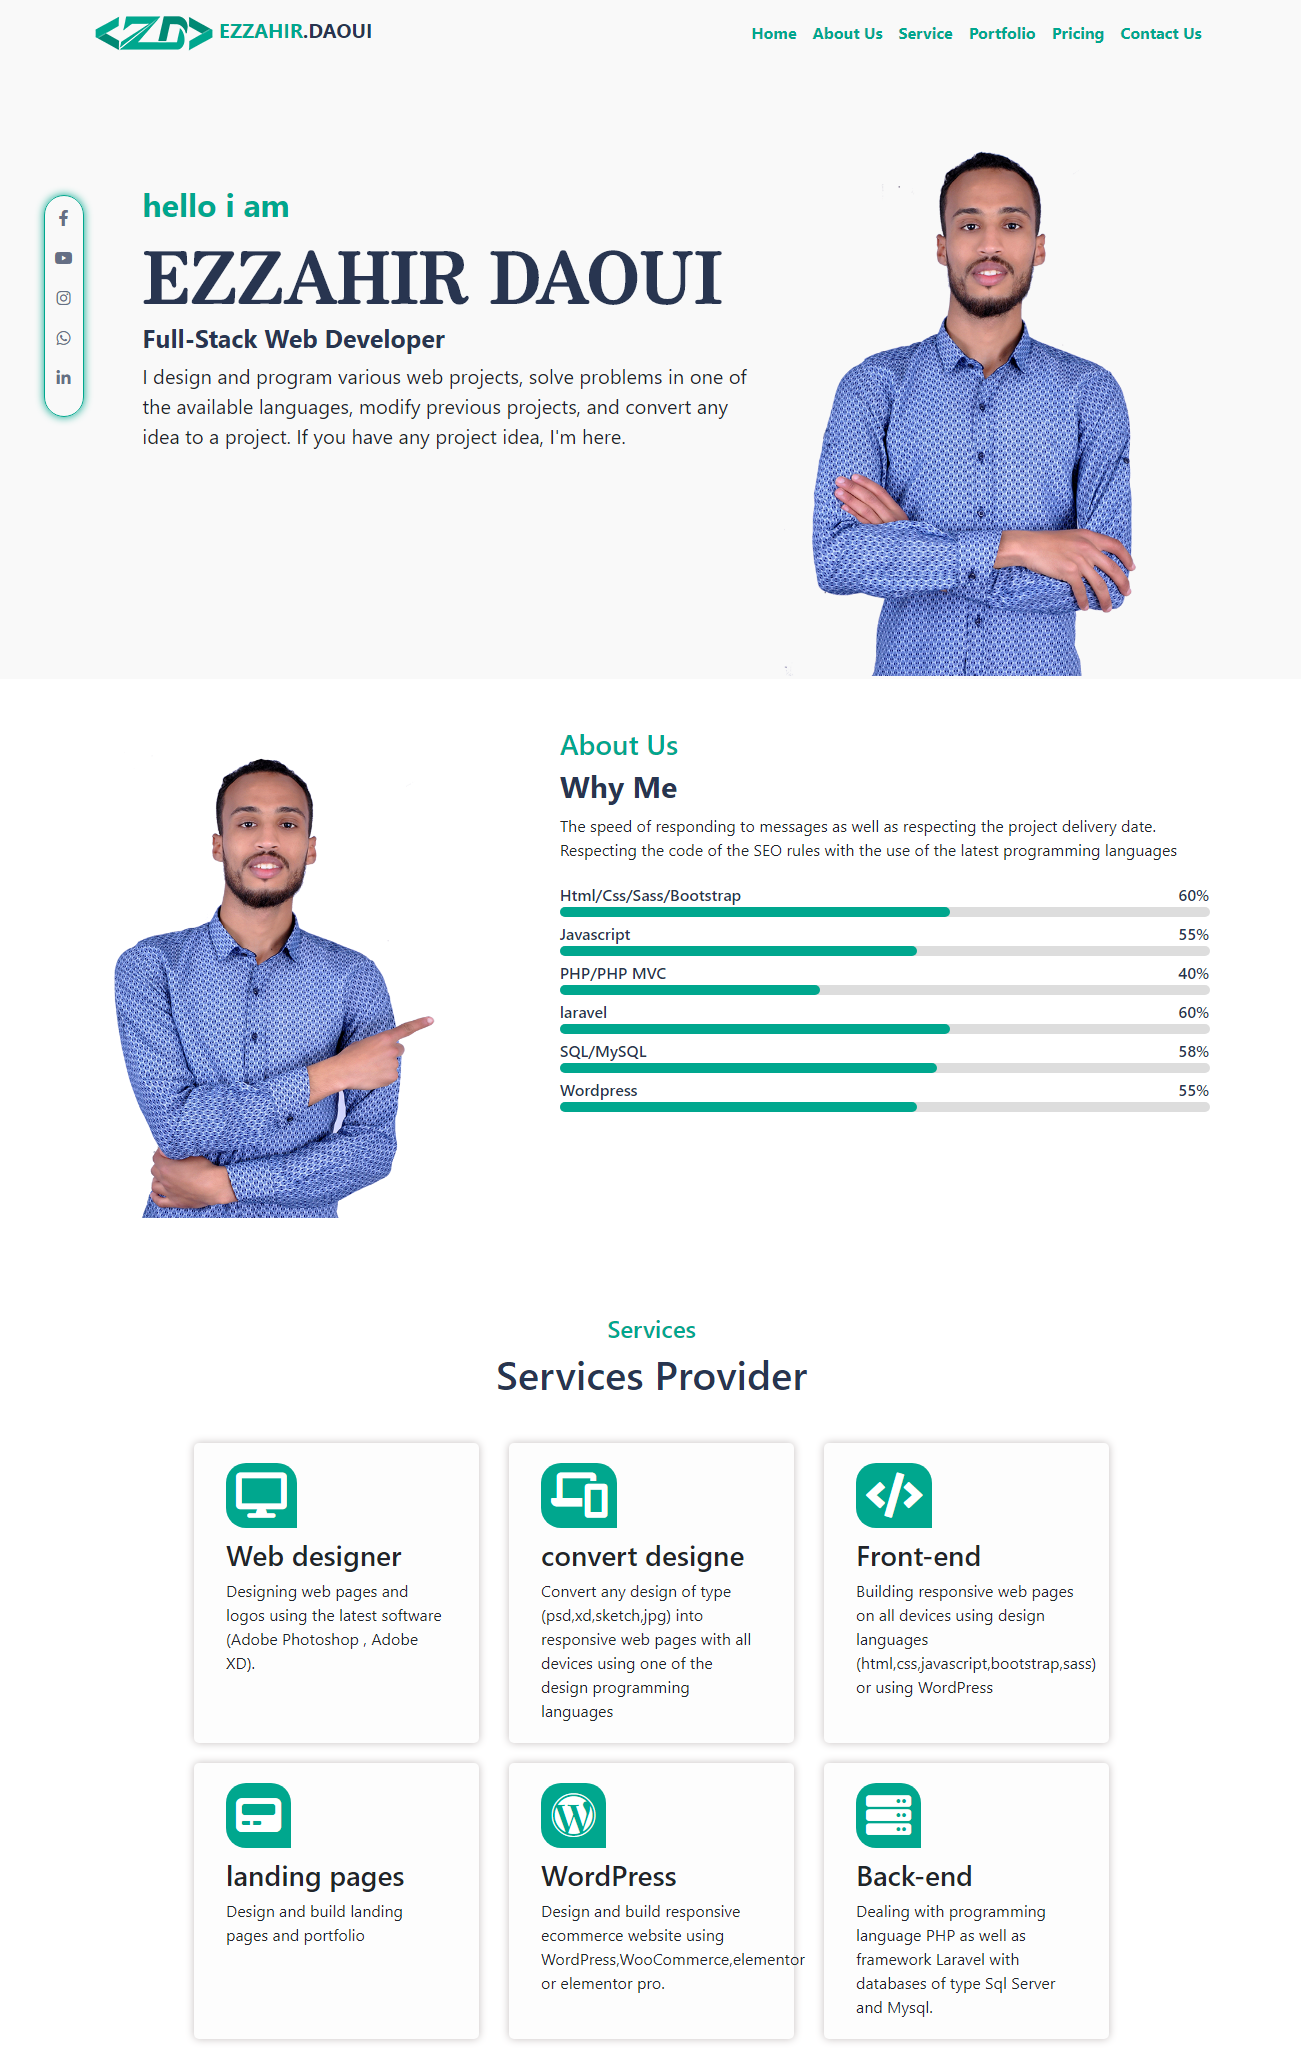 ZD EZZAHIR.DAOUI
Home About Us Service Portfolio Pricing Contact Us
hello i am
EZZAHIR DAOUI
Full-Stack Web Developer
I design and program various web projects, solve problems in one of
the available languages, modify previous projects, and convert any
idea to a project. If you have any project idea, I'm here.
About Us
Why Me
The speed of responding to messages as well as respecting the project delivery date.
Respecting the code of the SEO rules with the use of the latest programming languages
Html/Css/Sass/Bootstrap 60%
Javascript 55%
PHP/PHP MVC 40%
laravel 60%
SQL/MySQL 58%
Wordpress 55%
Services
Services Provider
Web designer
Designing web pages and
logos using the latest software
(Adobe Photoshop , Adobe
XD).
convert designe
Convert any design of type
(psd,xd,sketch,jpg) into
responsive web pages with all
devices using one of the
design programming
languages
Front-end
Building responsive web pages
on all devices using design
languages
(html,css,javascript,bootstrap,sass)
or using WordPress
landing pages
Design and build landing
pages and portfolio
WordPress
Design and build responsive
ecommerce website using
WordPress,WooCommerce,elementor
or elementor pro.
Back-end
Dealing with programming
language PHP as well as
framework Laravel with
databases of type Sql Server
and Mysql.